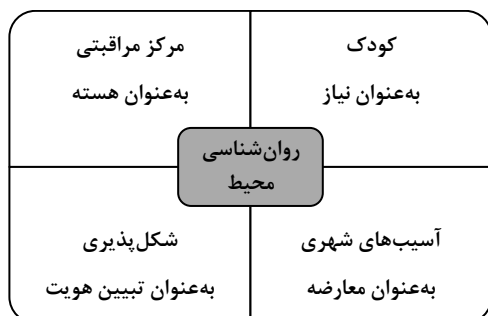 کودک
به‌عنوان نیاز
مرکز مراقبتی
به‌عنوان هسته
روان‌شناسی
محیط
آسیب‌های شهری
به‌عنوان معارضه
شکل‌پذیری
به‌عنوان تبیین هویت